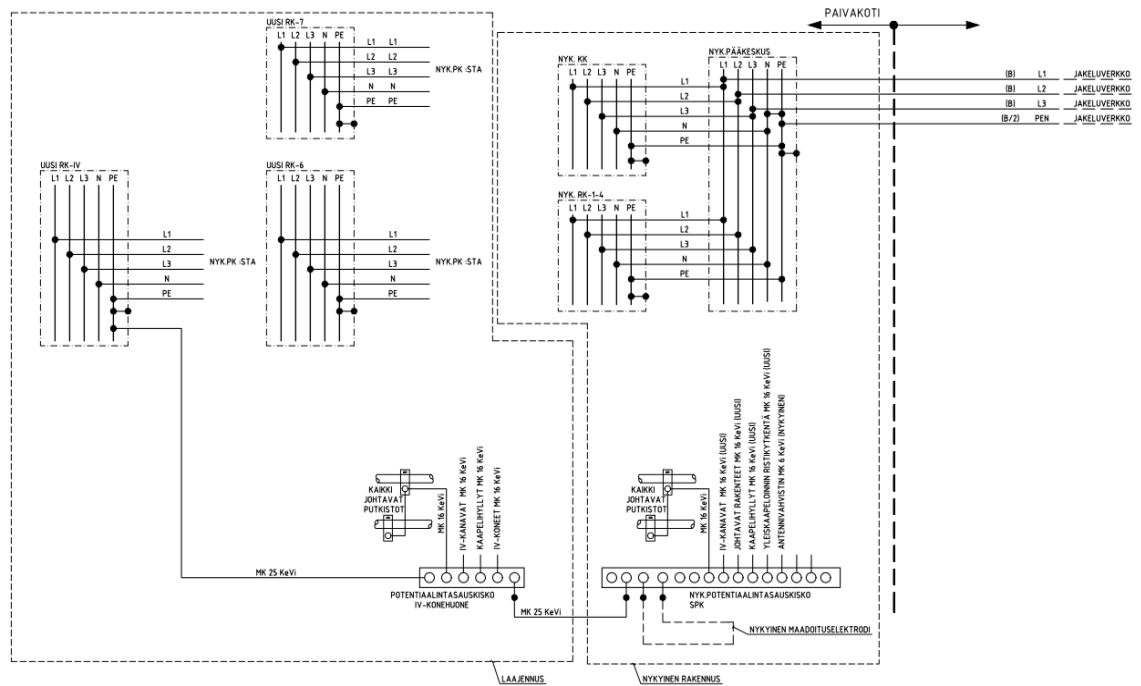 PAIVAKOTI
UUSI RK-7
L1 L2 L3 N PE
L1 L1
L2 L2
L3 L3
N N
PE PE
NYK.PK :STA
NYK. KK
L1 L2 L3 N PE
L1
L2
L3
N
PE
NYK.PÄÄKESKUS
L1 L2 L3 N PE
(B) L1 JAKELUVERKKO
(B) L2 JAKELUVERKKO
(B) L3 JAKELUVERKKO
(B/2) PEN JAKELUVERKKO
UUSI RK-IV
L1 L2 L3 N PE
L1
L2
L3
N
PE
NYK.PK :STA
UUSI RK-6
L1 L2 L3 N PE
L1
L2
L3
N
PE
NYK.PK :STA
NYK. RK-1-4
L1 L2 L3 N PE
L1
L2
L3
N
PE
KAIKKI
JOHTAVAT
PUTKISTOT
MK 16 KeVi
IV-KANAVAT MK 16 KeVi
KAAPELIHYLLYT MK 16 KeVi
IV-KONEET MK 16 KeVi
MK 25 KeVi
POTENTIAALINTASAUSKISKO
IV-KONEHUONE
MK 25 KeVi
KAIKKI
JOHTAVAT
PUTKISTOT
MK 16 KeVi
IV-KANAVAT MK 16 KeVi (UUSI)
JOHTAVAT RAKENTEET MK 16 KeVi (UUSI)
KAAPELIHYLLYT MK 16 KeVi (UUSI)
YLEISKAAPELOINNIN RISTIKYTKENTÄ MK 16 KeVi (UUSI)
ANTENNIVAHVISTIN MK 6 KeVi (NYKYINEN)
NYK.POTENTIAALINTASAUSKISKO
SPK
NYKYINEN MAADOITUSELEKTRODI
LAAJENNUS
NYKYINEN RAKENNUS